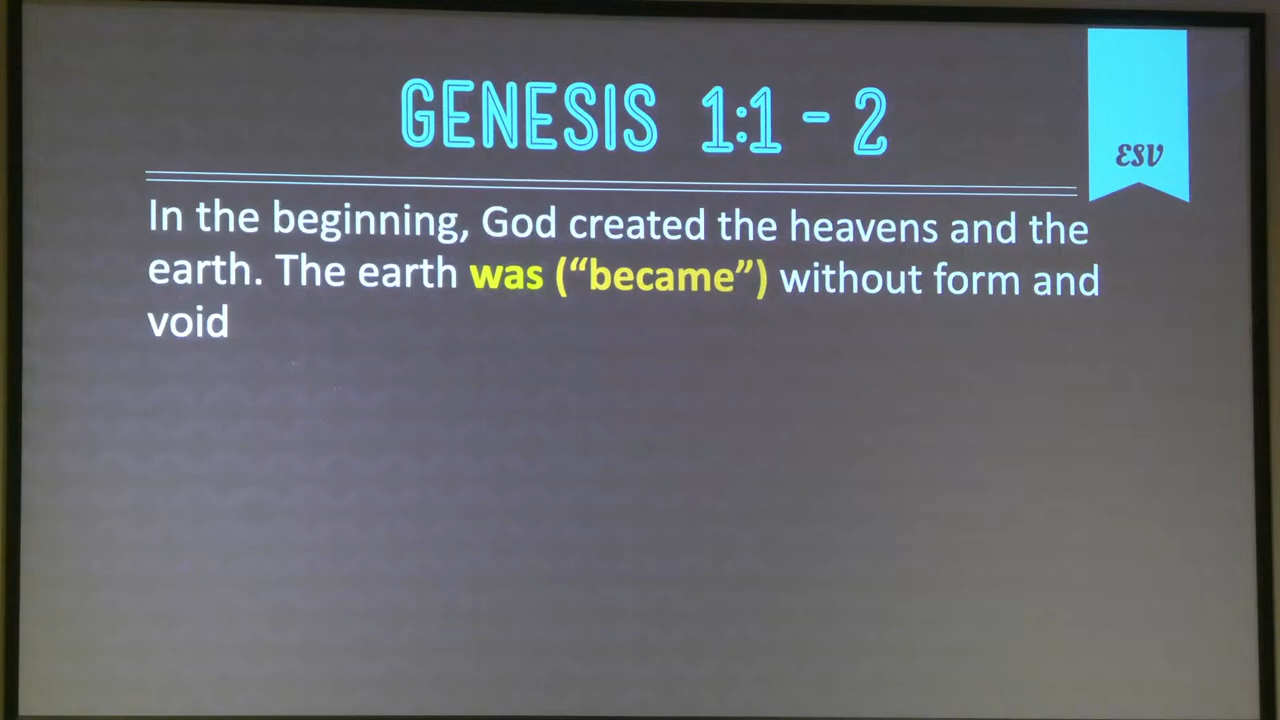 GENESIS 1:1 - 2
ESV
In the beginning, God created the heavens and the
earth. The earth was (“became”) without form and
void